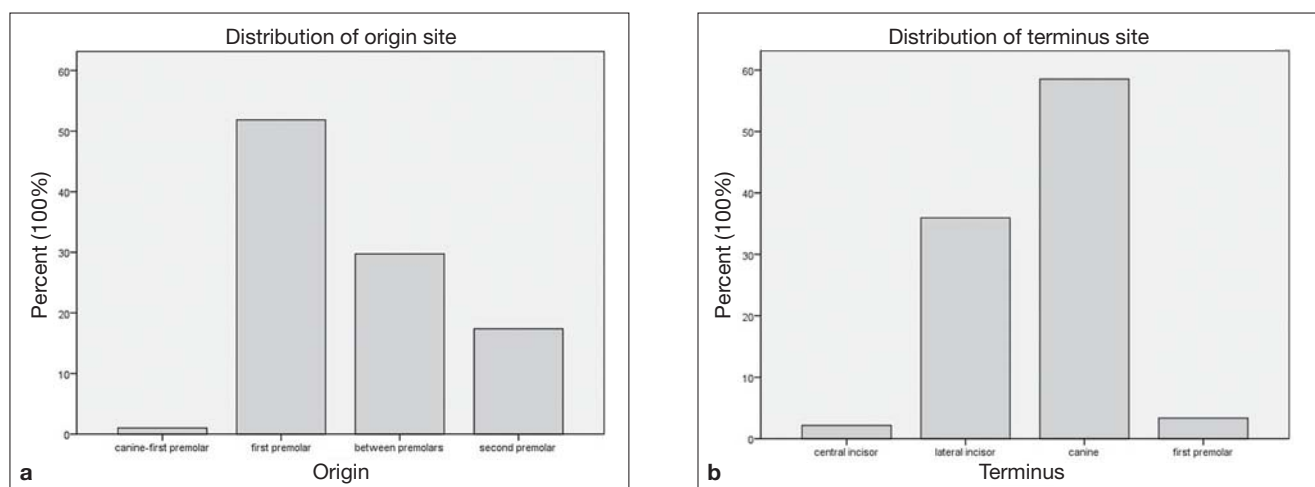 Distribution of origin site
60
50
40
30
20
10
0
Percent (100%)
canine-first premolar first premolar between premolars second premolar
a Origin
Distribution of terminus site
60
50
40
30
20
10
0
Percent (100%)
central incisor lateral incisor canine first premolar
b Terminus